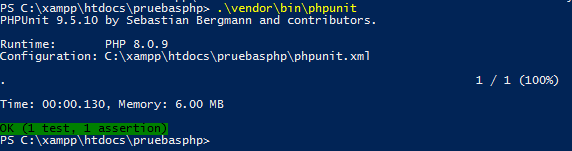 PS C:\xampp\htdocs\pruebasphp> .\vendor\bin\phpunit
PHPUnit 9.5.10 by Sebastian Bergmann and contributors.
Runtime:       PHP 8.0.9
Configuration: C:\xampp\htdocs\pruebasphp\phpunit.xml
.                                                                   1 / 1 (100%)
Time: 00:00.130, Memory: 6.00 MB
OK (1 test, 1 assertion)
PS C:\xampp\htdocs\pruebasphp>